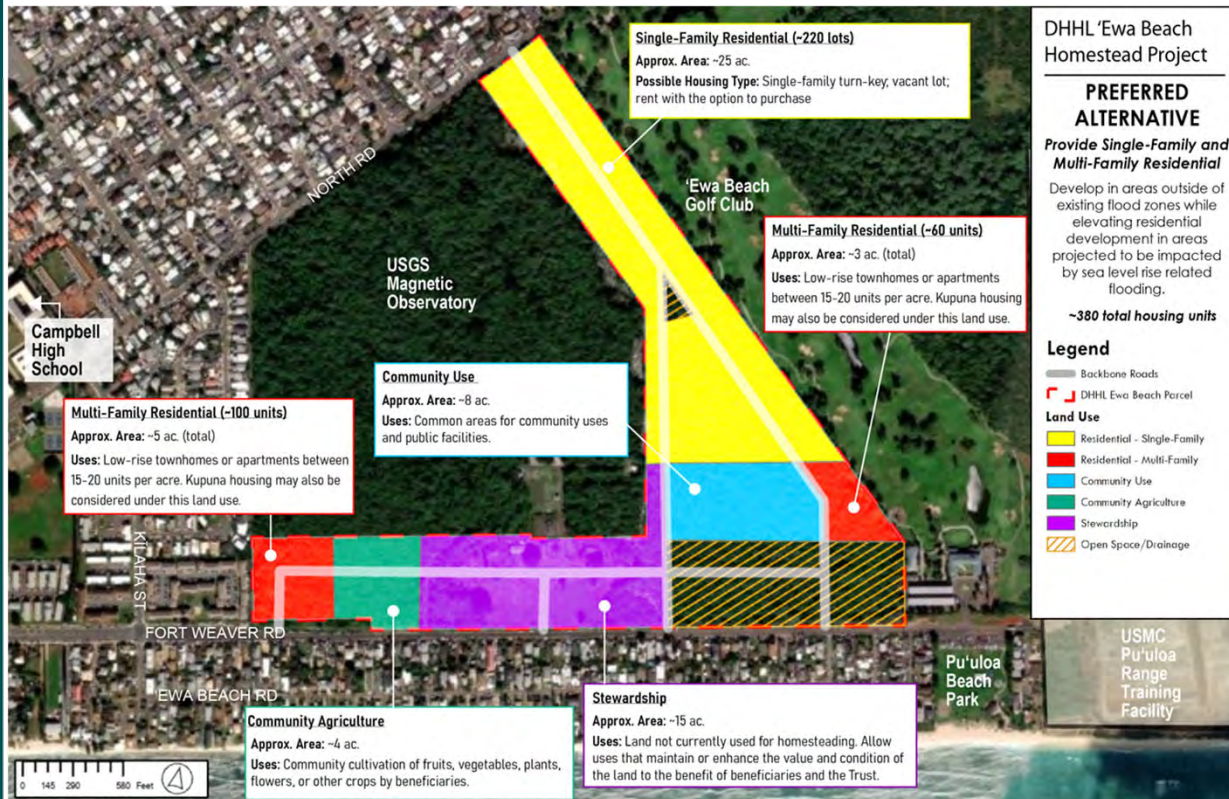 Single-Family Residential (~220 lots)
Approx. Area: ~25 ac.
Possible Housing Type: Single-family turn-key; vacant lot;
rent with the option to purchase
NORTH RD
'Ewa Beach
Golf Club
USGS
Magnetic
Observatory
Campbell
High
School
Multi-Family Residential (~60 units)
Approx. Area: ~3 ac. (total)
Uses: Low-rise townhomes or apartments
between 15-20 units per acre. Kupuna housing
may also be considered under this land use.
Community Use
Approx. Area: ~8 ac.
Uses: Common areas for community uses
and public facilities.
Multi-Family Residential (~100 units)
Approx. Area: ~5 ac. (total)
Uses: Low-rise townhomes or apartments between
15-20 units per acre. Kupuna housing may also be
considered under this land use.
KILAHA ST
FORT WEAVER RD
EWA BEACH RD
Pu'uloa
Beach
Park
USMC
Pu'uloa
Range
Training
Facility
Community Agriculture
Approx. Area: ~4 ac.
Uses: Community cultivation of fruits, vegetables, plants,
flowers, or other crops by beneficiaries.
Stewardship
Approx. Area: ~15 ac.
Uses: Land not currently used for homesteading. Allow
uses that maintain or enhance the value and condition of
the land to the benefit of beneficiaries and the Trust.
0 145 290 580 Feet
DHHL 'Ewa Beach
Homestead Project
PREFERRED
ALTERNATIVE
Provide Single-Family and
Multi-Family Residential
Develop in areas outside of
existing flood zones while
elevating residential
development in areas
projected to be impacted
by sea level rise related
flooding.
~380 total housing units
Legend
Backbone Roads
DHHL Ewa Beach Parcel
Land Use
Residential - Single-Family
Residential - Multi-Family
Community Use
Community Agriculture
Stewardship
Open Space/Drainage